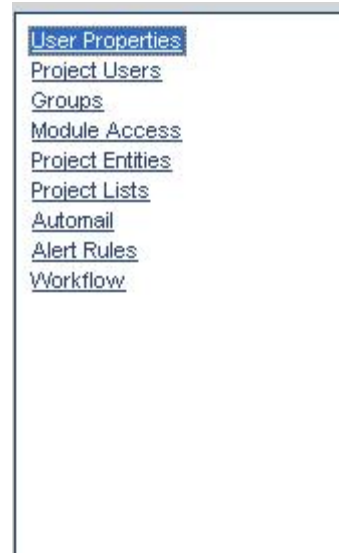 User Properties
Project Users
Groups
Module Access
Project Entities
Project Lists
Automail
Alert Rules
Workflow